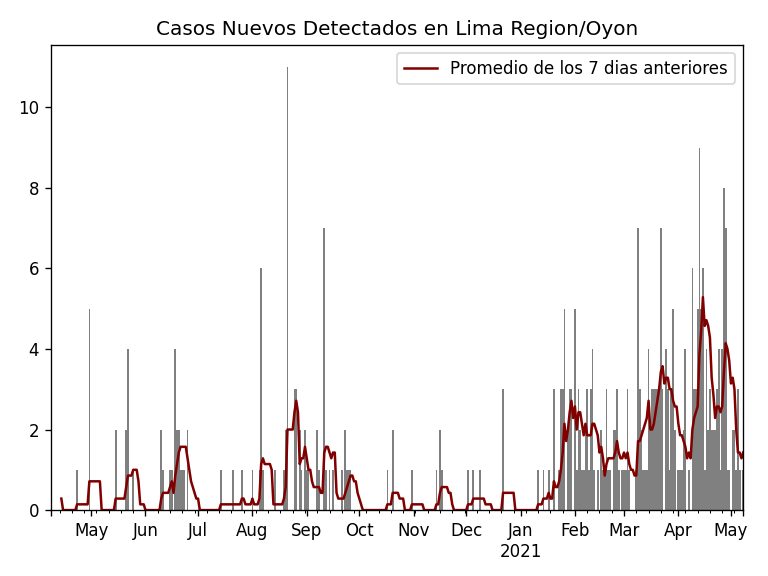 Casos Nuevos Detectados en Lima Region/Oyon
Promedio de los 7 dias anteriores
10
8
6
4
2
0
May Jun Jul Aug Sep Oct Nov Dec Jan Feb Mar Apr May
2021